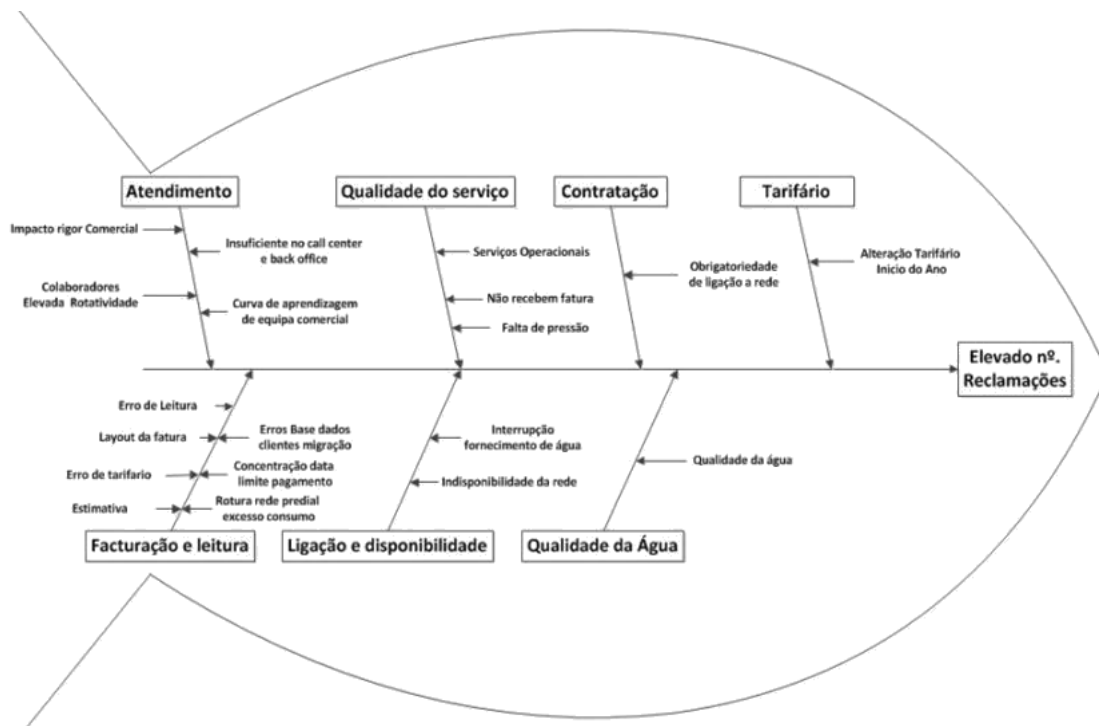 Atendimento
Qualidade do serviço
Contratação
Tarifário
Impacto rigor Comercial
Insuficiente no call center
e back office
Colaboradores
Elevada Rotatividade
Curva de aprendizagem
de equipa comercial
Serviços Operacionais
Não recebem fatura
Falta de pressão
Obrigatoriedade
de ligação a rede
Alteração Tarifário
Inicio do Ano
Elevado nº.
Reclamações
Erro de Leitura
Layout da fatura
Erros Base dados
clientes migração
Erro de tarifario
Concentração data
limite pagamento
Estimativa
Rotura rede predial
excesso consumo
Interrupção
fornecimento de água
Indisponibilidade da rede
Qualidade da água
Facturação e leitura
Ligação e disponibilidade
Qualidade da Água